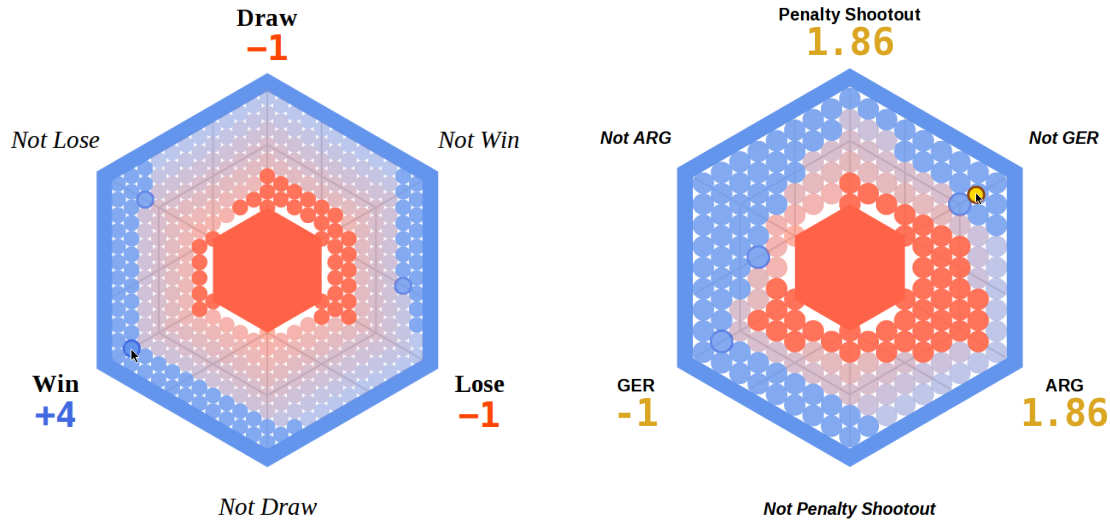 Draw
−1
Not Lose
Not Win
Win
+4
Lose
−1
Not Draw
Penalty Shootout
1.86
Not ARG
Not GER
GER
-1
ARG
1.86
Not Penalty Shootout